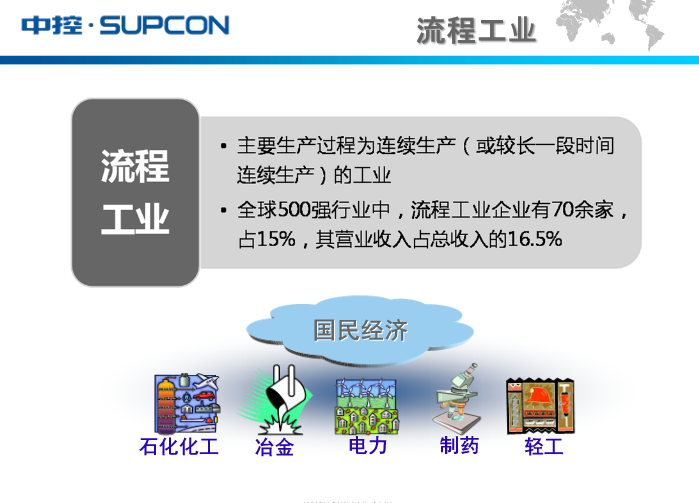 中控·SUPCON
流程工业
流程
工业
• 主要生产过程为连续生产（或较长一段时间
连续生产）的工业
• 全球500强行业中，流程工业企业有70余家，
占15%，其营业收入占总收入的16.5%
国民经济
石化化工 冶金 电力 制药 轻工